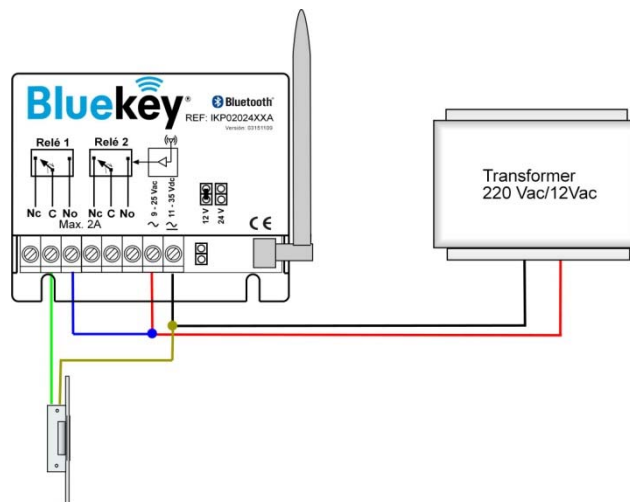 Bluekey®
Bluetooth®
REF: IKP02024XXA
Versión: 03151109
Relé 1 Relé 2
Nc C No Nc C No
Max. 2A
~ 9 - 25 Vac
11 - 35 Vdc
12 V
24 V
CE
Transformer
220 Vac/12Vac